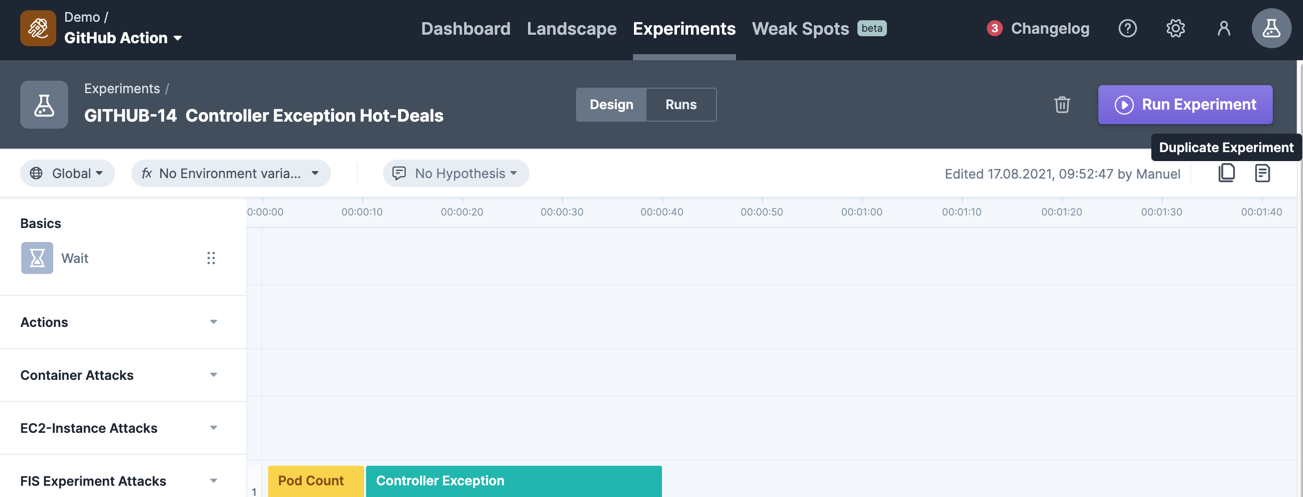 Demo /
GitHub Action
Dashboard Landscape Experiments Weak Spots beta
3 Changelog
Experiments /
GITHUB-14 Controller Exception Hot-Deals
Design Runs
Run Experiment
Duplicate Experiment
Global
fx No Environment varia...
No Hypothesis
Edited 17.08.2021, 09:52:47 by Manuel
0:00:00 00:00:10 00:00:20 00:00:30 00:00:40 00:00:50 00:01:00 00:01:10 00:01:20 00:01:30 00:01:40
Basics
Wait
Actions
Container Attacks
EC2-Instance Attacks
FIS Experiment Attacks
1
Pod Count
Controller Exception